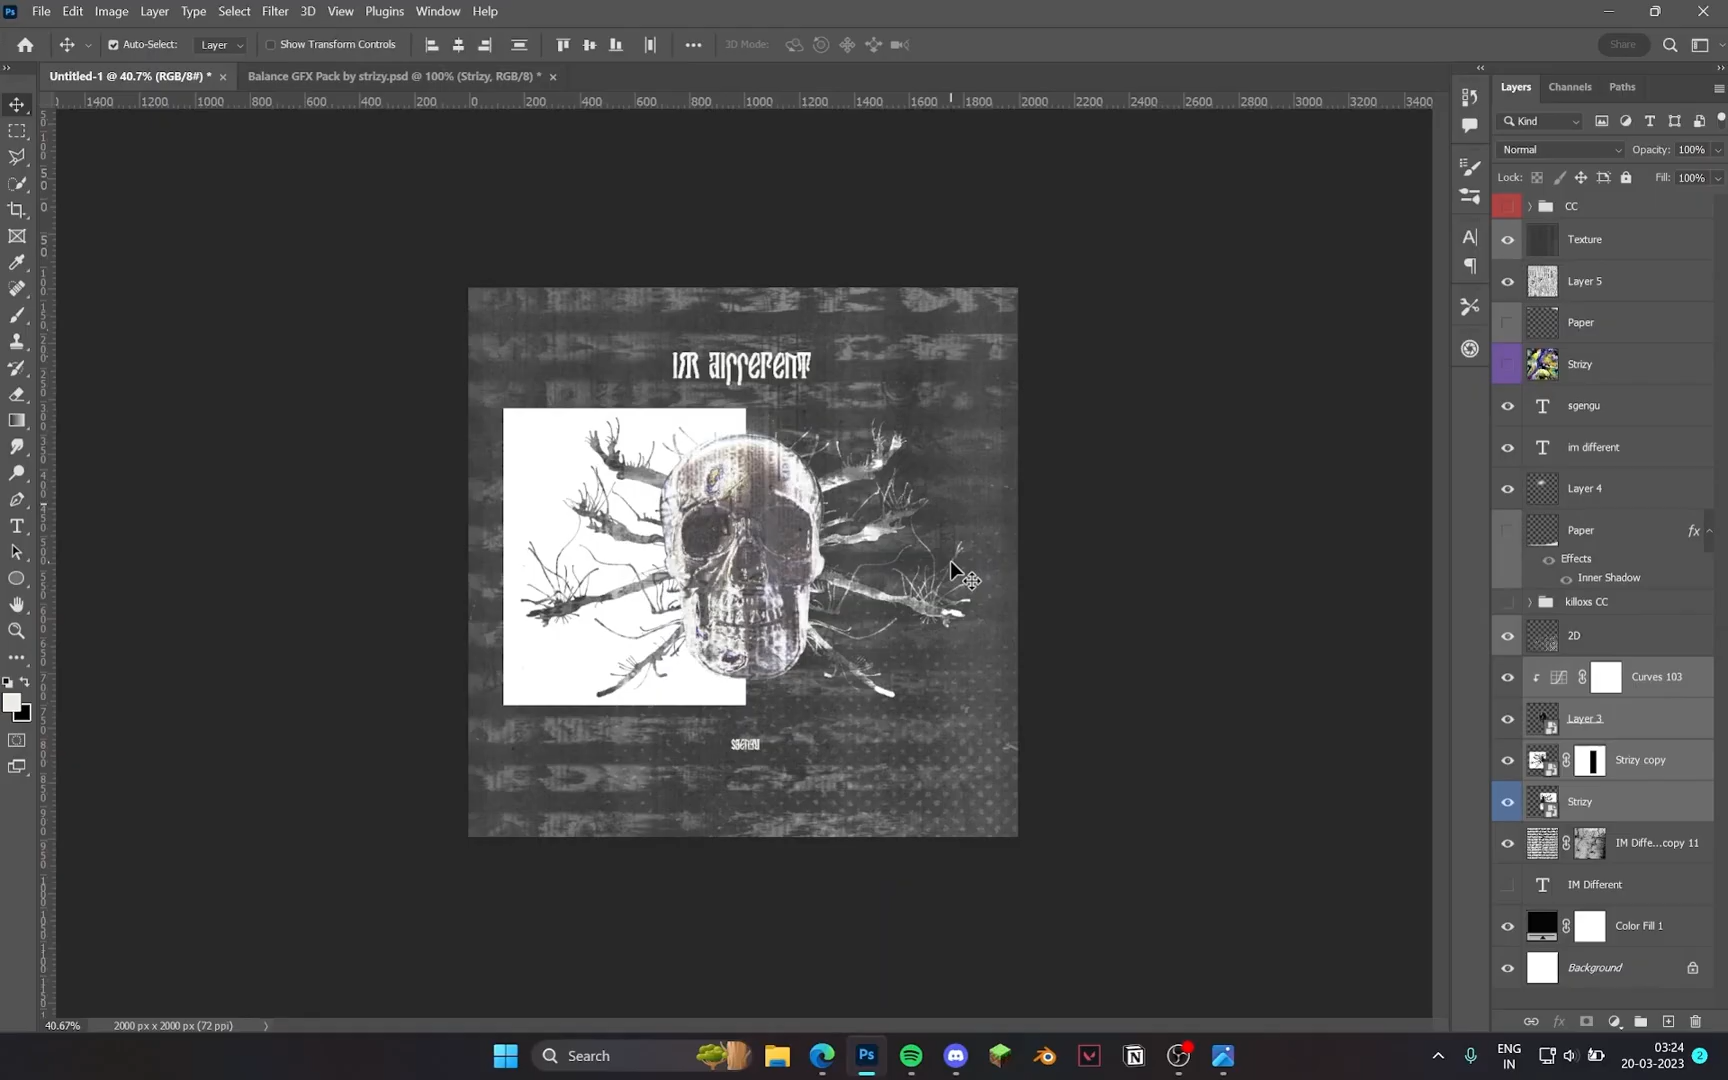 Ps File Edit Image Layer Type Select Filter 3D View Plugins Window Help
Auto-Select: Layer Show Transform Controls 3D Mode: Share
Untitled-1 @ 40.7% (RGB/8#) * × Balance GFX Pack by strizy.psd @ 100% (Strizy, RGB/8) * ×
1400 1200 1000 800 600 400 200 0 200 400 600 800 1000 1200 1400 1600 1800 2000 2200 2400 2600 2800 3000 3200 3400
Layers Channels Paths
Kind
Normal Opacity: 100%
Lock: Fill: 100%
CC
Texture
Layer 5
Paper
Strizy
sgengu
im different
Layer 4
Paper fx
Effects
Inner Shadow
killoxs CC
2D
Curves 103
Layer 3
Strizy copy
Strizy
IM Diffe...copy 11
IM Different
Color Fill 1
Background
im different
sgengu
40.67% 2000 px x 2000 px (72 ppi)
Search
ENG
IN
03:24
20-03-2023
2